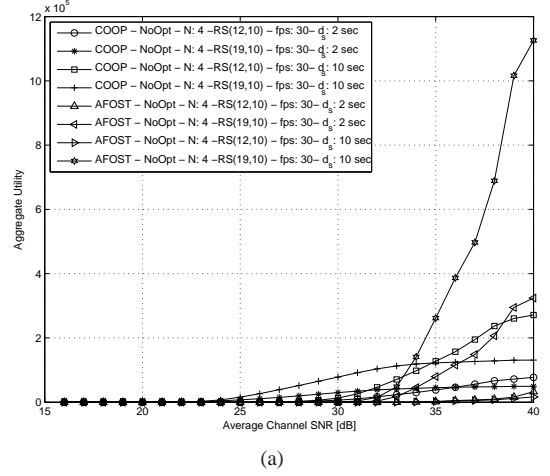 x 10⁵
12
10
8
6
4
2
0
Aggregate Utility
COOP – NoOpt – N: 4 –RS(12,10) – fps: 30– d_s: 2 sec
COOP – NoOpt – N: 4 –RS(19,10) – fps: 30– d_s: 2 sec
COOP – NoOpt – N: 4 –RS(12,10) – fps: 30– d_s: 10 sec
COOP – NoOpt – N: 4 –RS(19,10) – fps: 30– d_s: 10 sec
AFOST – NoOpt – N: 4 –RS(12,10) – fps: 30– d_s: 2 sec
AFOST – NoOpt – N: 4 –RS(19,10) – fps: 30– d_s: 2 sec
AFOST – NoOpt – N: 4 –RS(12,10) – fps: 30– d_s: 10 sec
AFOST – NoOpt – N: 4 –RS(19,10) – fps: 30– d_s: 10 sec
15 20 25 30 35 40
Average Channel SNR [dB]
(a)